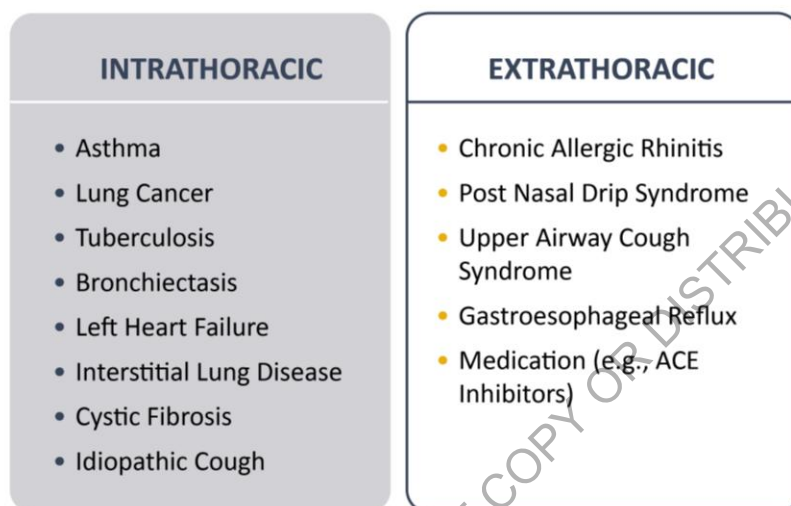 INTRATHORACIC
• Asthma
• Lung Cancer
• Tuberculosis
• Bronchiectasis
• Left Heart Failure
• Interstitial Lung Disease
• Cystic Fibrosis
• Idiopathic Cough
EXTRATHORACIC
• Chronic Allergic Rhinitis
• Post Nasal Drip Syndrome
• Upper Airway Cough
Syndrome
• Gastroesophageal Reflux
• Medication (e.g., ACE
Inhibitors)
COPY OR